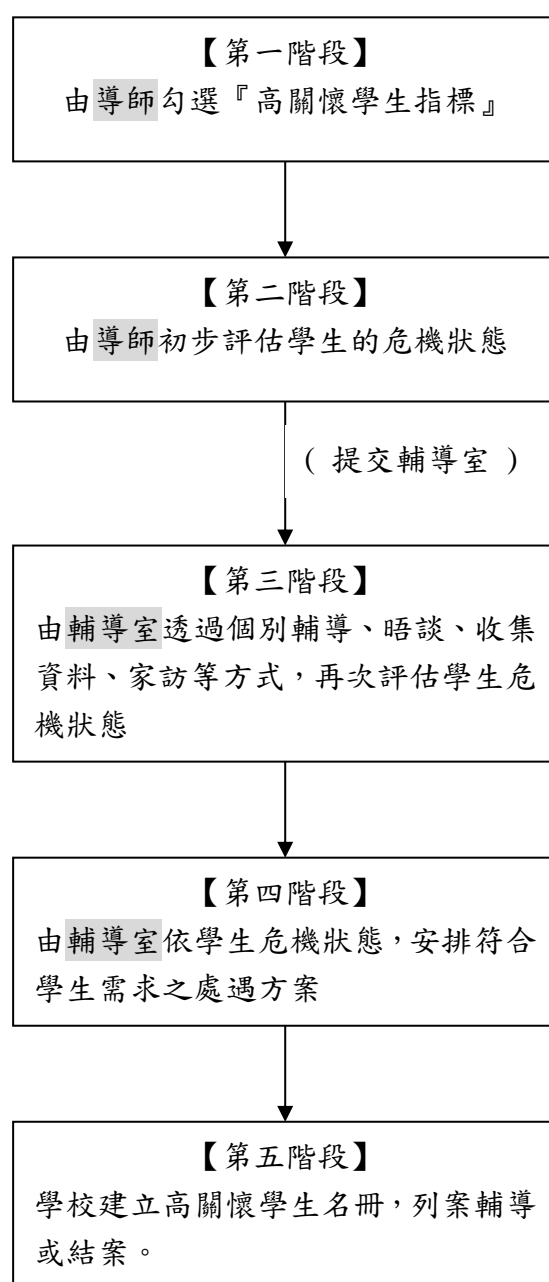 【第一階段】
由導師勾選『高關懷學生指標』
【第二階段】
由導師初步評估學生的危機狀態
( 提交輔導室 )
【第三階段】
由輔導室透過個別輔導、晤談、收集
資料、家訪等方式，再次評估學生危
機狀態
【第四階段】
由輔導室依學生危機狀態，安排符合
學生需求之處遇方案
【第五階段】
學校建立高關懷學生名冊，列案輔導
或結案。